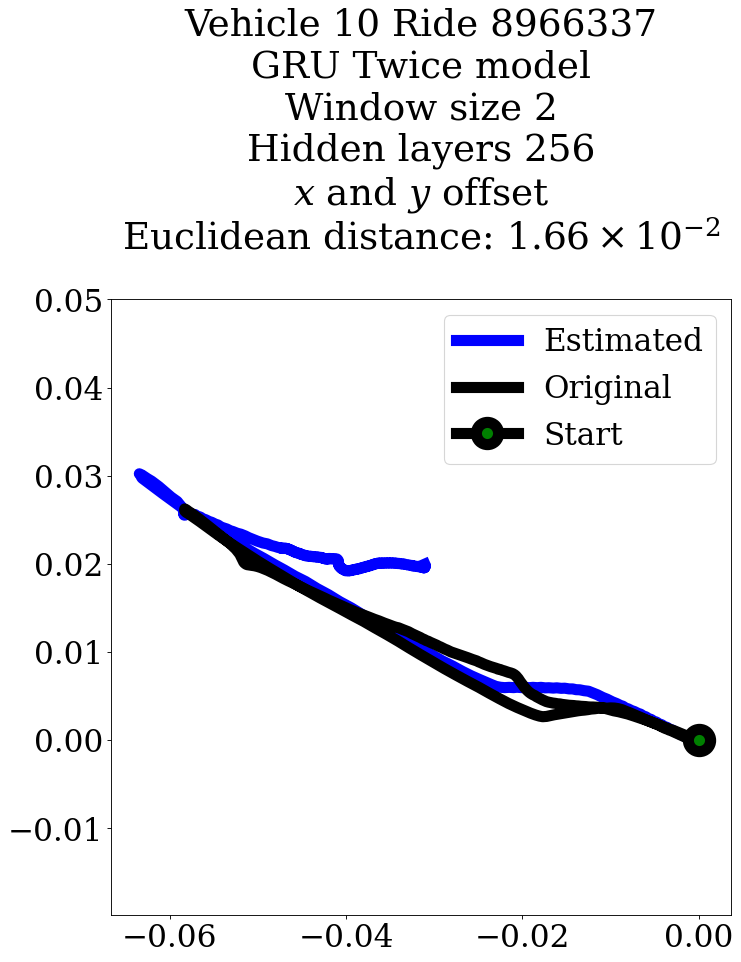 Vehicle 10 Ride 8966337
GRU Twice model
Window size 2
Hidden layers 256
x and y offset
Euclidean distance: 1.66 × 10⁻²
0.05
0.04
0.03
0.02
0.01
0.00
−0.01
Estimated
Original
Start
−0.06
−0.04
−0.02
0.00